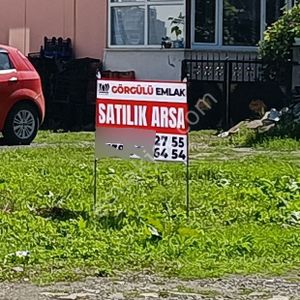 GÖRGÜLÜ EMLAK
SATILIK ARSA
27 55
64 54